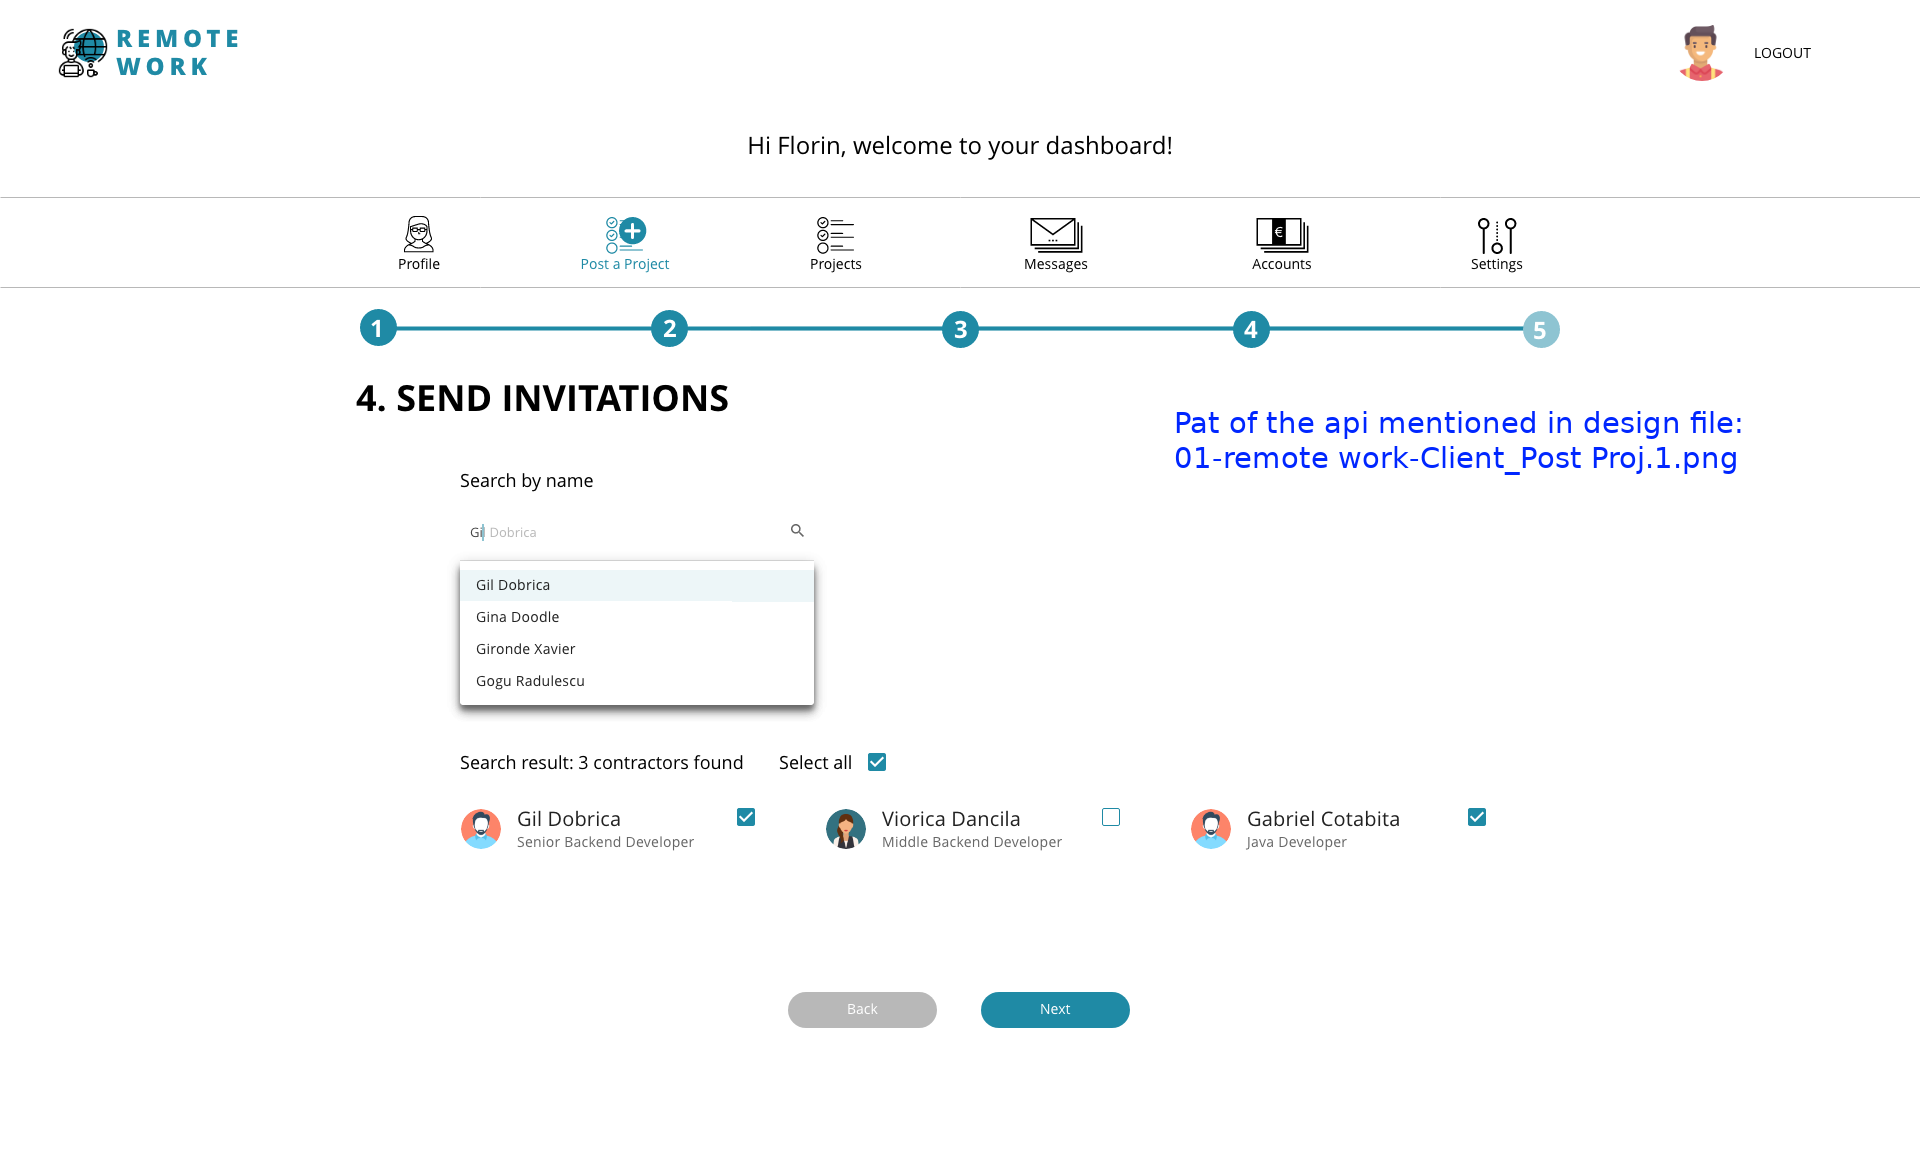 REMOTE
WORK
LOGOUT
Hi Florin, welcome to your dashboard!
Profile
Post a Project
Projects
Messages
€
Accounts
Settings
1
2
3
4
5
4. SEND INVITATIONS
Pat of the api mentioned in design file:
01-remote work-Client_Post Proj.1.png
Search by name
Gil Dobrica
Gil Dobrica
Gina Doodle
Gironde Xavier
Gogu Radulescu
Search result: 3 contractors found
Select all
Gil Dobrica
Senior Backend Developer
Viorica Dancila
Middle Backend Developer
Gabriel Cotabita
Java Developer
Back
Next